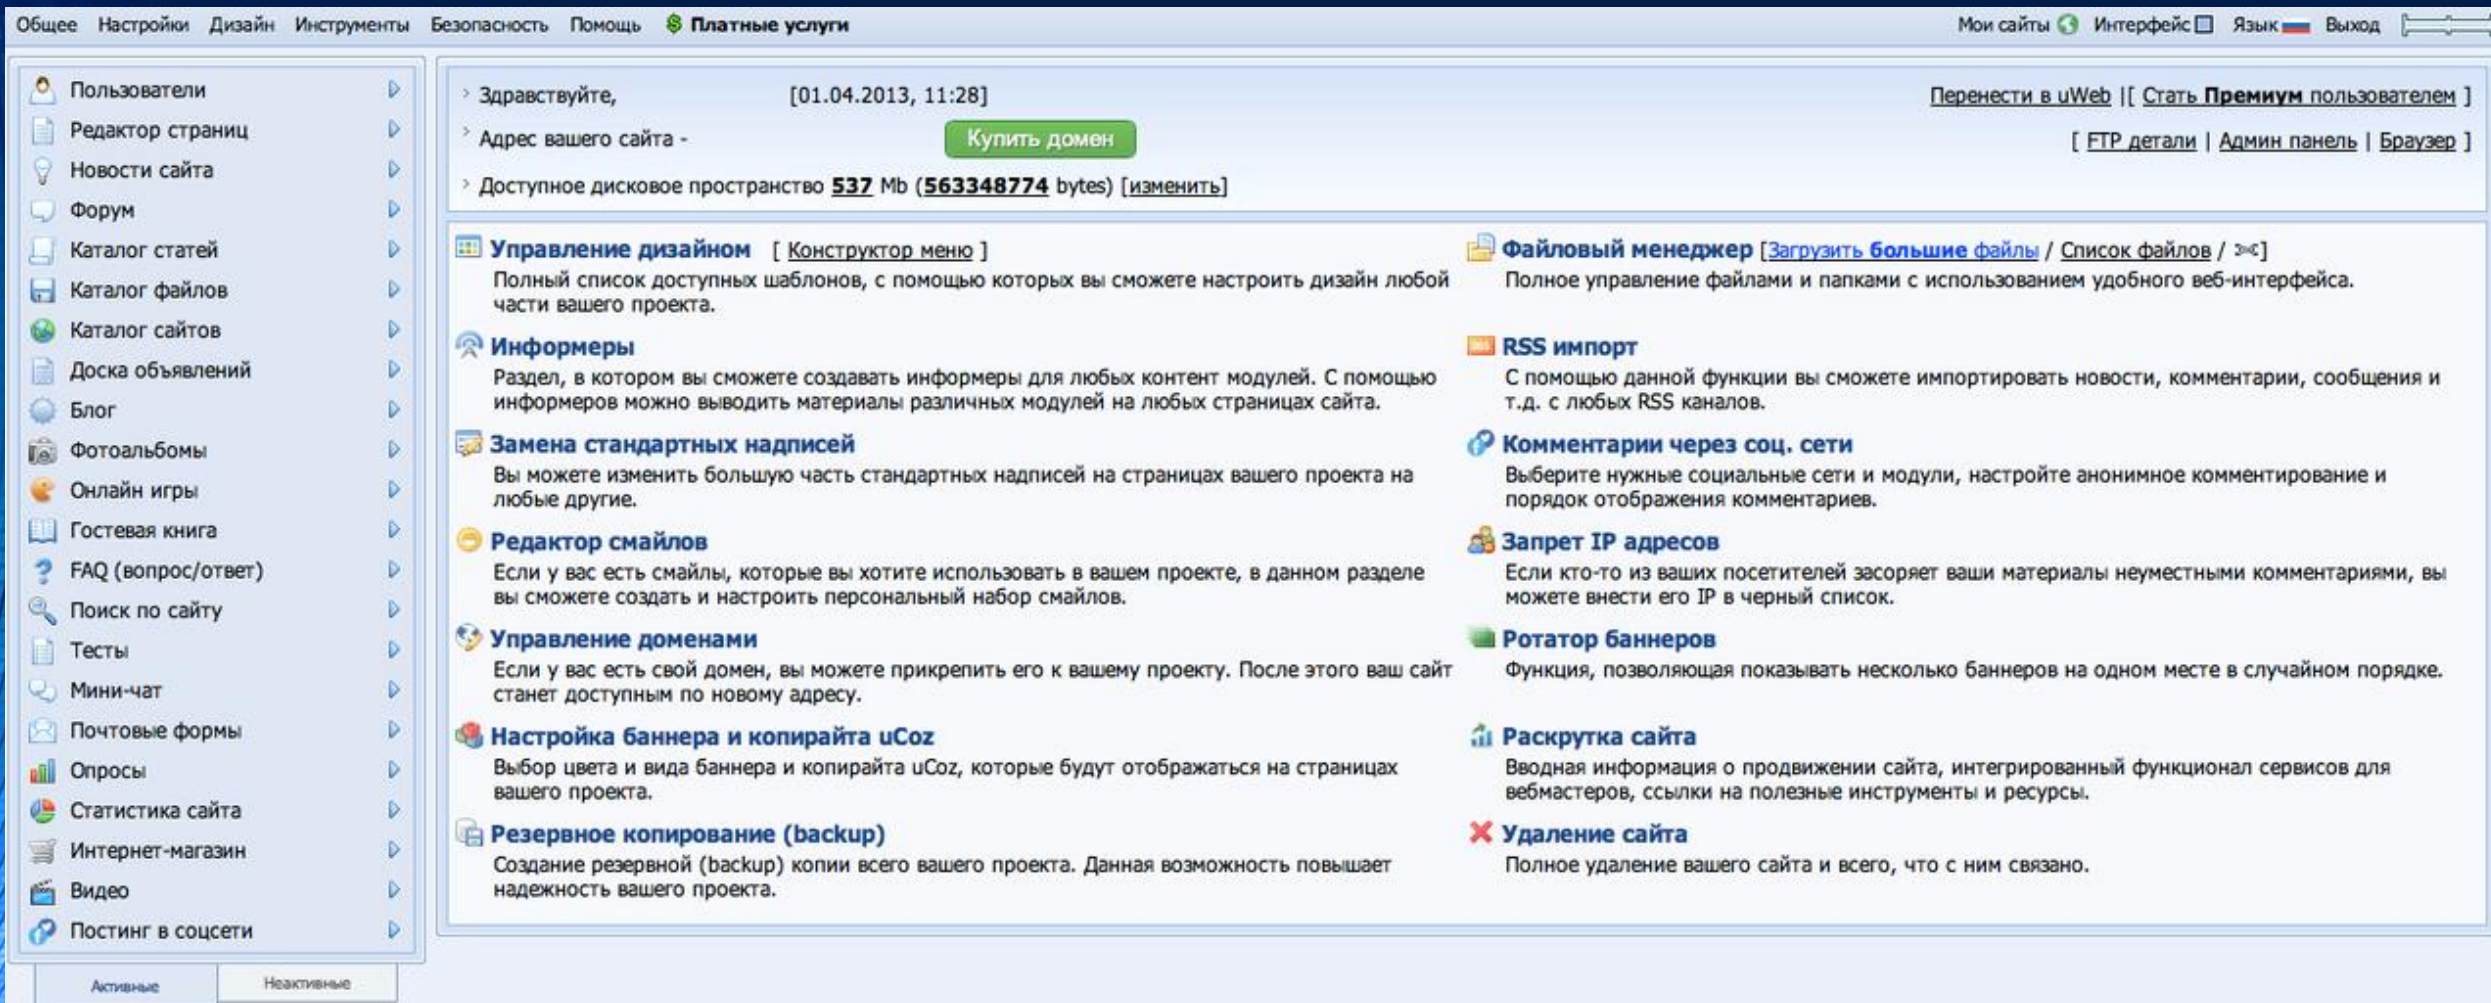 Общее Настройки Дизайн Инструменты Безопасность Помощь Платные услуги
Мои сайты Интерфейс Язык Выход
Пользователи
Редактор страниц
Новости сайта
Форум
Каталог статей
Каталог файлов
Каталог сайтов
Доска объявлений
Блог
Фотоальбомы
Онлайн игры
Гостевая книга
FAQ (вопрос/ответ)
Поиск по сайту
Тесты
Мини-чат
Почтовые формы
Опросы
Статистика сайта
Интернет-магазин
Видео
Постинг в соцсети
Активные
Неактивные
Здравствуйте, [01.04.2013, 11:28]
Перенести в uWeb |[ Стать Премиум пользователем ]
Адрес вашего сайта - Купить домен
[ FTP детали | Админ панель | Браузер ]
Доступное дисковое пространство 537 Mb (563348774 bytes) [изменить]
Управление дизайном [ Конструктор меню ]
Полный список доступных шаблонов, с помощью которых вы сможете настроить дизайн любой
части вашего проекта.
Информеры
Раздел, в котором вы сможете создавать информеры для любых контент модулей. С помощью
информеров можно выводить материалы различных модулей на любых страницах сайта.
Замена стандартных надписей
Вы можете изменить большую часть стандартных надписей на страницах вашего проекта на
любые другие.
Редактор смайлов
Если у вас есть смайлы, которые вы хотите использовать в вашем проекте, в данном разделе
вы сможете создать и настроить персональный набор смайлов.
Управление доменами
Если у вас есть свой домен, вы можете прикрепить его к вашему проекту. После этого ваш сайт
станет доступным по новому адресу.
Настройка баннера и копирайта uCoz
Выбор цвета и вида баннера и копирайта uCoz, которые будут отображаться на страницах
вашего проекта.
Резервное копирование (backup)
Создание резервной (backup) копии всего вашего проекта. Данная возможность повышает
надежность вашего проекта.
Файловый менеджер [Загрузить большие файлы / Список файлов / ]
Полное управление файлами и папками с использованием удобного веб-интерфейса.
RSS импорт
С помощью данной функции вы сможете импортировать новости, комментарии, сообщения и
т.д. с любых RSS каналов.
Комментарии через соц. сети
Выберите нужные социальные сети и модули, настройте анонимное комментирование и
порядок отображения комментариев.
Запрет IP адресов
Если кто-то из ваших посетителей засоряет ваши материалы неуместными комментариями, вы
можете внести его IP в черный список.
Ротатор баннеров
Функция, позволяющая показывать несколько баннеров на одном месте в случайном порядке.
Раскрутка сайта
Вводная информация о продвижении сайта, интегрированный функционал сервисов для
вебмастеров, ссылки на полезные инструменты и ресурсы.
Удаление сайта
Полное удаление вашего сайта и всего, что с ним связано.